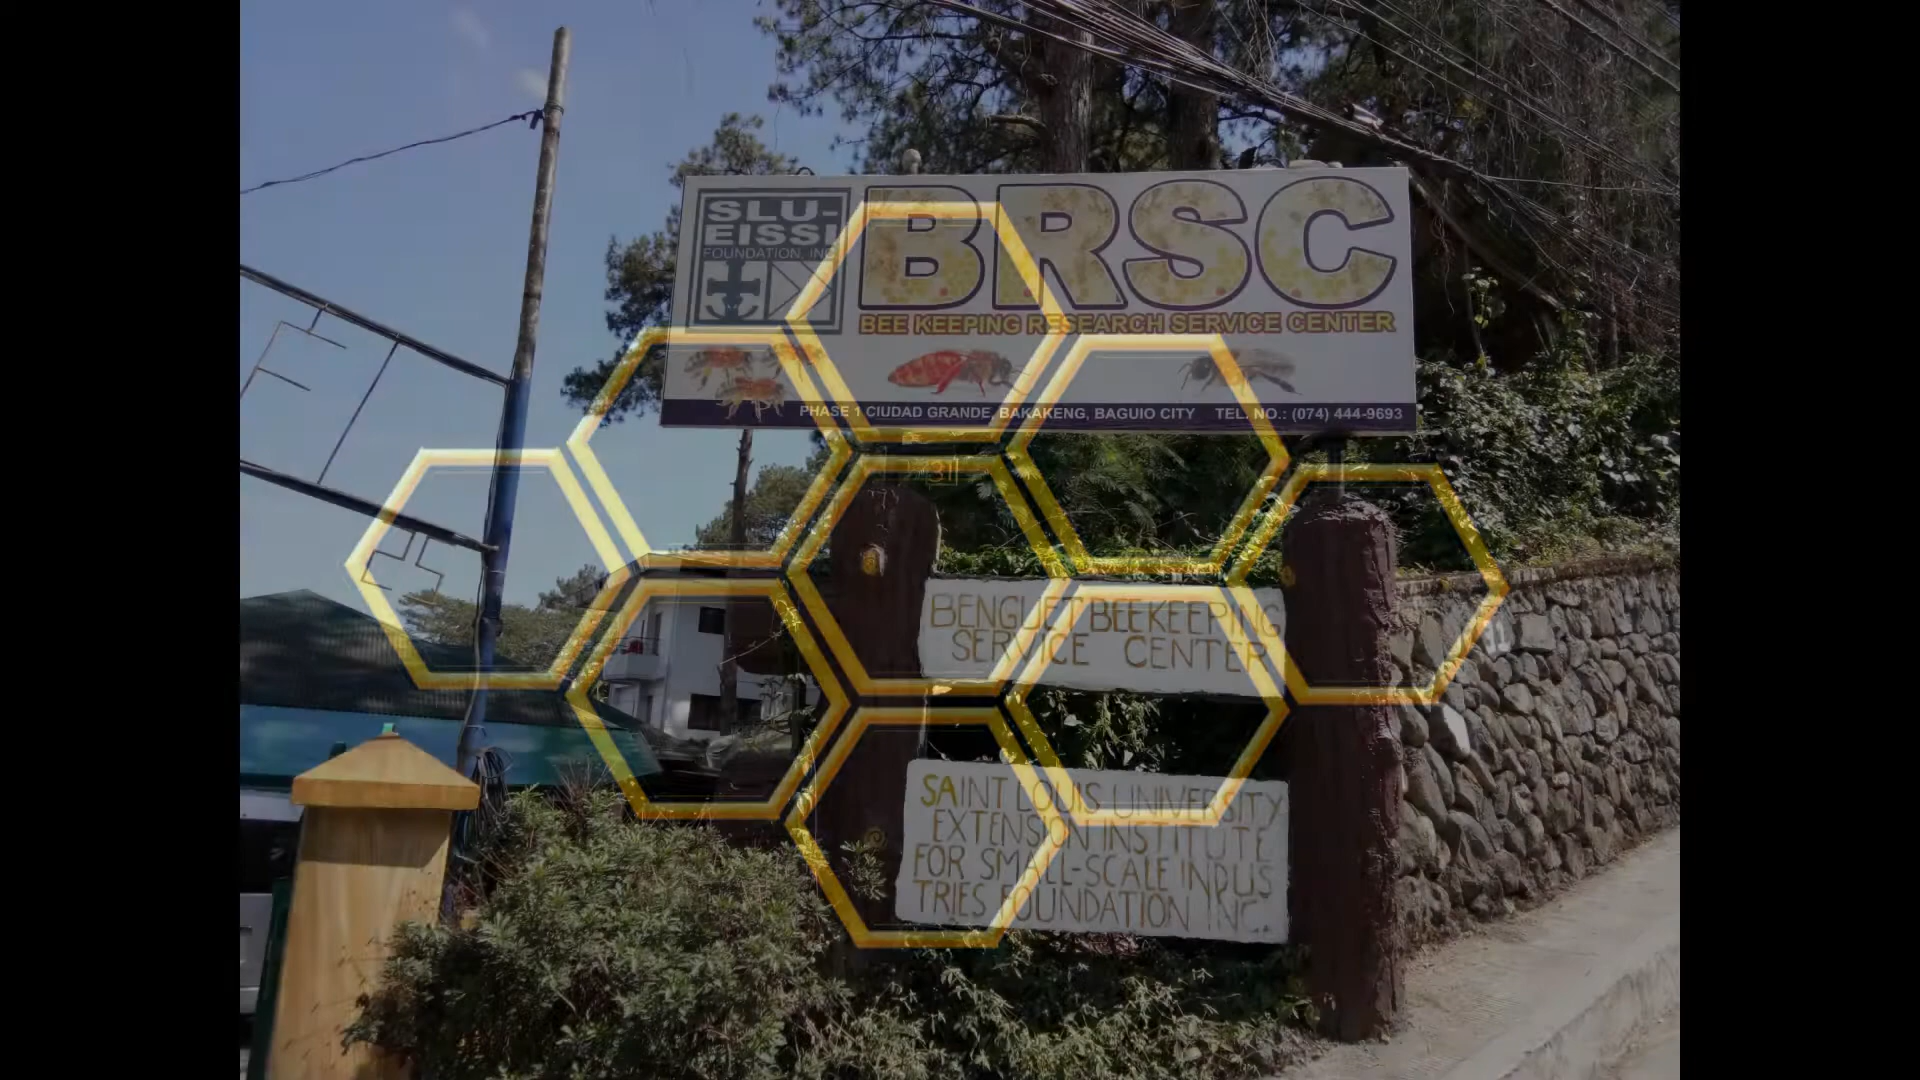 SLU-
EISSI
FOUNDATION, INC.
BRSC
BEE KEEPING RESEARCH SERVICE CENTER
PHASE 1 CIUDAD GRANDE, BAKAKENG, BAGUIO CITY TEL. NO.: (074) 444-9693
BENGUET BEEKEEPING
SERVICE CENTER
SAINT LOUIS UNIVERSITY
EXTENSION INSTITUTE
FOR SMALL-SCALE INDUS
TRIES FOUNDATION INC.